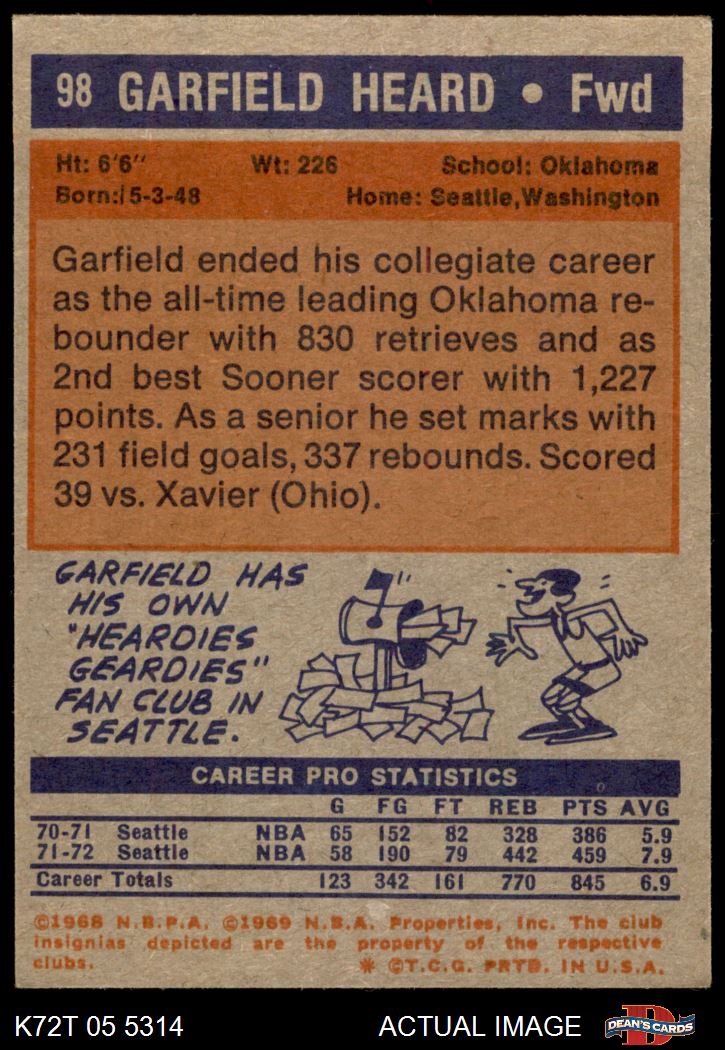 98 GARFIELD HEARD • Fwd
Ht: 6'6" Wt: 226 School: Oklahoma
Born: 5-3-48 Home: Seattle,Washington
Garfield ended his collegiate career
as the all-time leading Oklahoma re-
bounder with 830 retrieves and as
2nd best Sooner scorer with 1,227
points. As a senior he set marks with
231 field goals, 337 rebounds. Scored
39 vs. Xavier (Ohio).
GARFIELD HAS
HIS OWN
"HEARDIES
GEARDIES"
FAN CLUB IN
SEATTLE.
CAREER PRO STATISTICS
G FG FT REB PTS AVG
70-71 Seattle NBA 65 152 82 328 386 5.9
71-72 Seattle NBA 58 190 79 442 459 7.9
Career Totals 123 342 161 770 845 6.9
©1968 N.B.P.A. ©1969 N.B.A. Properties, Inc. The club
insignias depicted are the property of the respective
clubs. * ©T.C.G. PRTD. IN U.S.A.
K72T 05 5314 ACTUAL IMAGE D DEAN'S CARDS